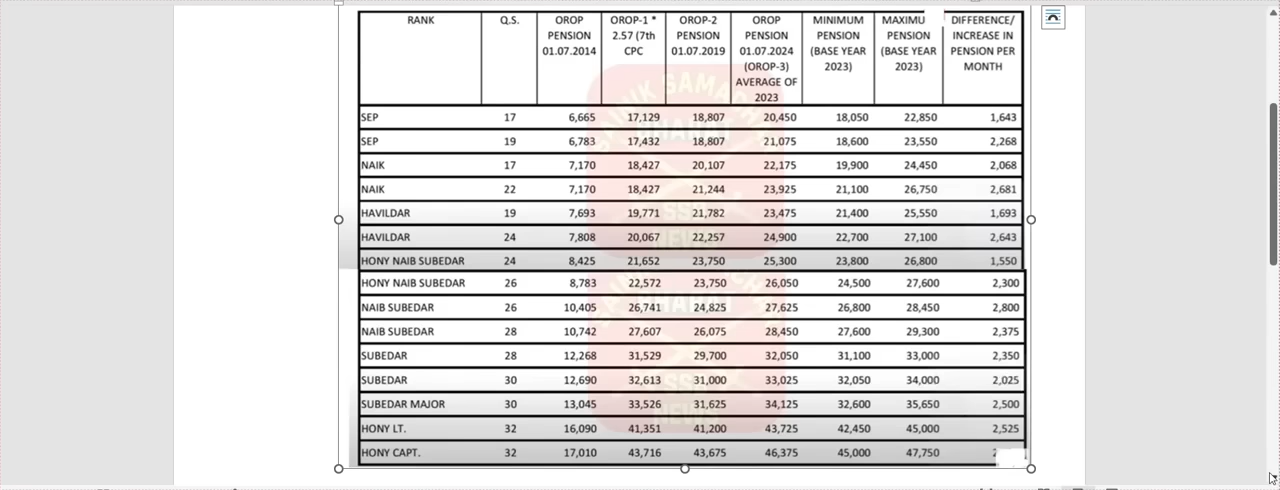 RANK Q.S. OROP PENSION 01.07.2014 OROP-1 * 2.57 (7th CPC OROP-2 PENSION 01.07.2019 OROP PENSION 01.07.2024 (OROP-3) AVERAGE OF 2023 MINIMUM PENSION (BASE YEAR 2023) MAXIMU PENSION (BASE YEAR 2023) DIFFERENCE/ INCREASE IN PENSION PER MONTH
SEP 17 6,665 17,129 18,807 20,450 18,050 22,850 1,643
SEP 19 6,783 17,432 18,807 21,075 18,600 23,550 2,268
NAIK 17 7,170 18,427 20,107 22,175 19,900 24,450 2,068
NAIK 22 7,170 18,427 21,244 23,925 21,100 26,750 2,681
HAVILDAR 19 7,693 19,771 21,782 23,475 21,400 25,550 1,693
HAVILDAR 24 7,808 20,067 22,257 24,900 22,700 27,100 2,643
HONY NAIB SUBEDAR 24 8,425 21,652 23,750 25,300 23,800 26,800 1,550
HONY NAIB SUBEDAR 26 8,783 22,572 23,750 26,050 24,500 27,600 2,300
NAIB SUBEDAR 26 10,405 26,741 24,825 27,625 26,800 28,450 2,800
NAIB SUBEDAR 28 10,742 27,607 26,075 28,450 27,600 29,300 2,375
SUBEDAR 28 12,268 31,529 29,700 32,050 31,100 33,000 2,350
SUBEDAR 30 12,690 32,613 31,000 33,025 32,050 34,000 2,025
SUBEDAR MAJOR 30 13,045 33,526 31,625 34,125 32,600 35,650 2,500
HONY LT. 32 16,090 41,351 41,200 43,725 42,450 45,000 2,525
HONY CAPT. 32 17,010 43,716 43,675 46,375 45,000 47,750